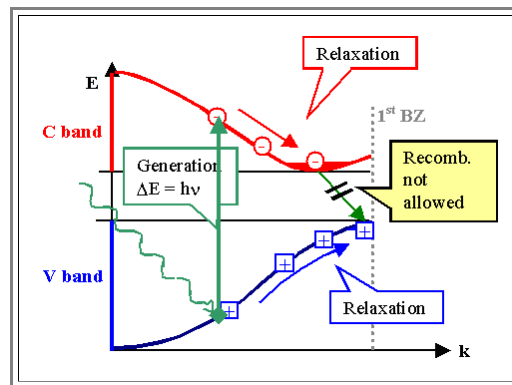 Relaxation
E
1st BZ
C band
Generation
ΔE = hν
Recomb.
not
allowed
V band
Relaxation
k